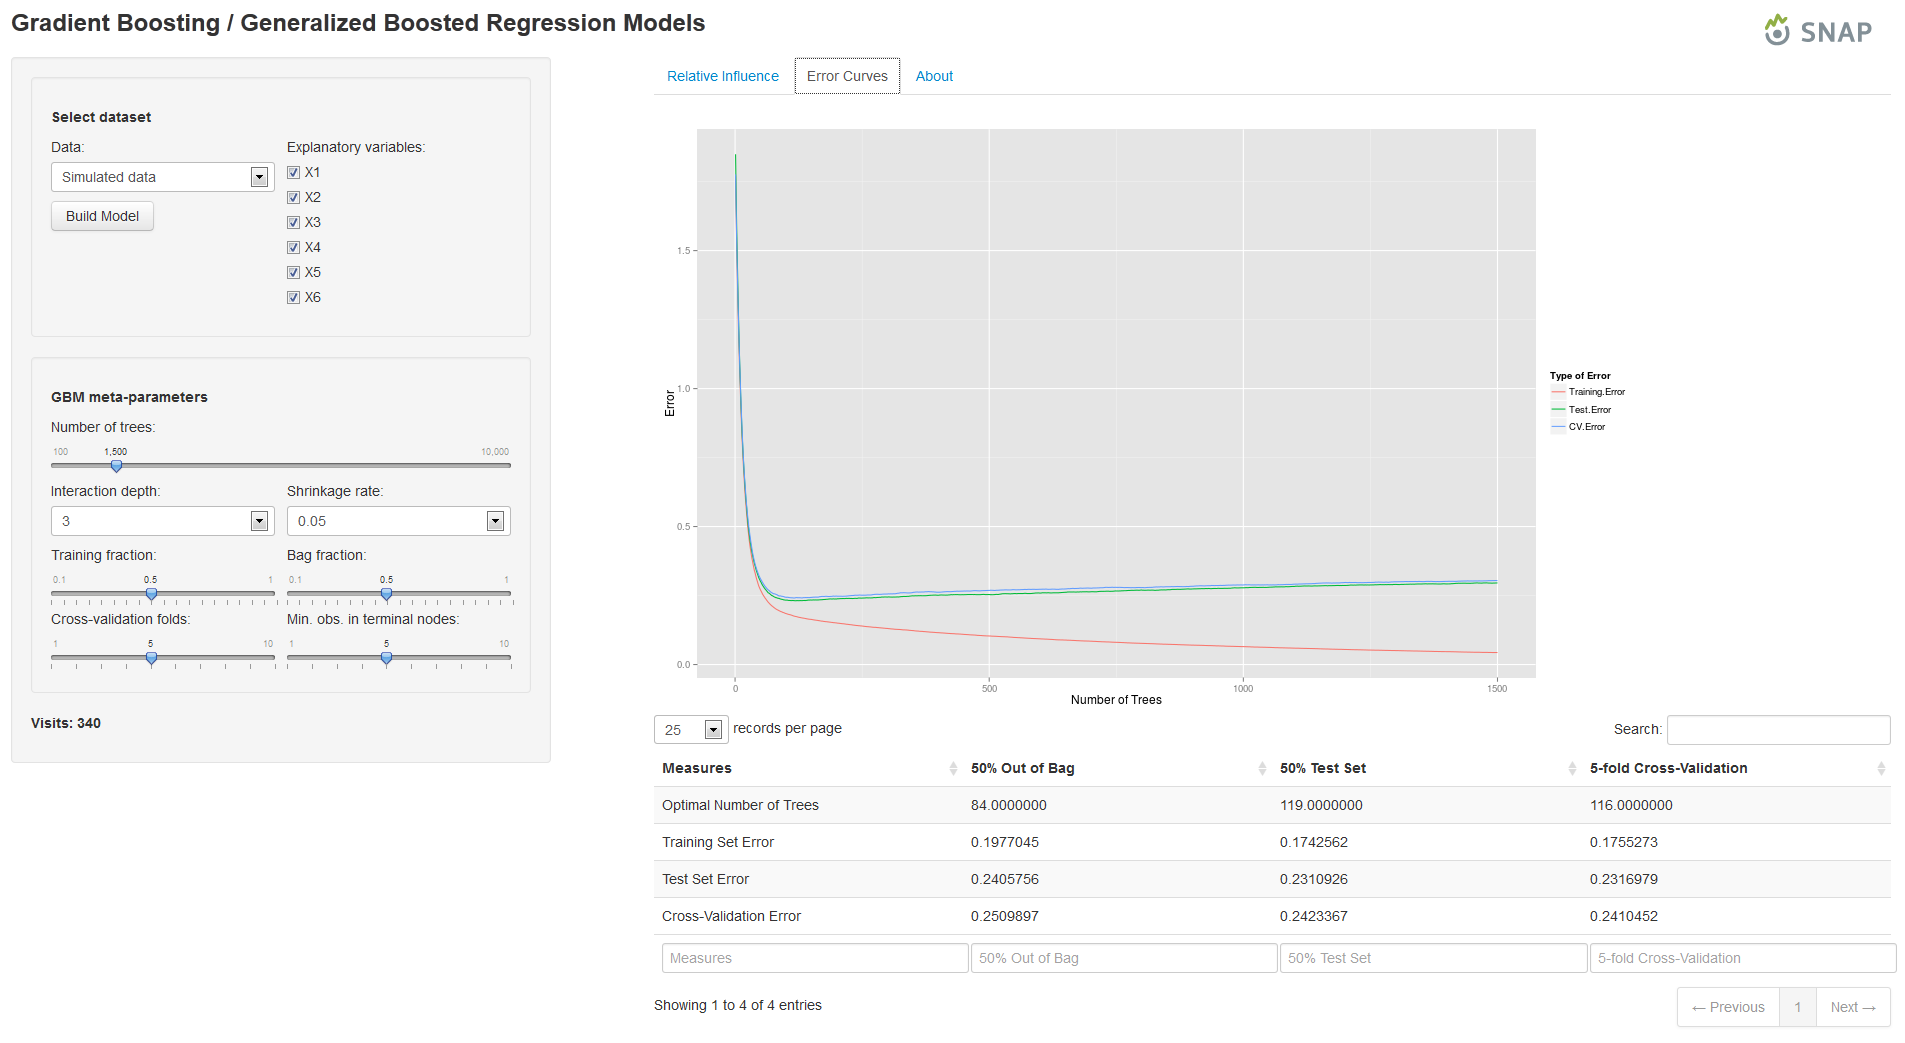 Gradient Boosting / Generalized Boosted Regression Models
SNAP
Select dataset
Data:
Simulated data
Build Model
Explanatory variables:
X1
X2
X3
X4
X5
X6
GBM meta-parameters
Number of trees:
100 1,500 10,000
Interaction depth: Shrinkage rate:
3 0.05
Training fraction: Bag fraction:
0.1 0.5 1 0.1 0.5 1
Cross-validation folds: Min. obs. in terminal nodes:
1 5 10 1 5 10
Visits: 340
Relative Influence Error Curves About
1.5
1.0
0.5
0.0
Error
0 500 1000 1500
Number of Trees
Type of Error
Training.Error
Test.Error
CV.Error
25 records per page
Search:
Measures 50% Out of Bag 50% Test Set 5-fold Cross-Validation
Optimal Number of Trees 84.0000000 119.0000000 116.0000000
Training Set Error 0.1977045 0.1742562 0.1755273
Test Set Error 0.2405756 0.2310926 0.2316979
Cross-Validation Error 0.2509897 0.2423367 0.2410452
Measures 50% Out of Bag 50% Test Set 5-fold Cross-Validation
Showing 1 to 4 of 4 entries
← Previous 1 Next →